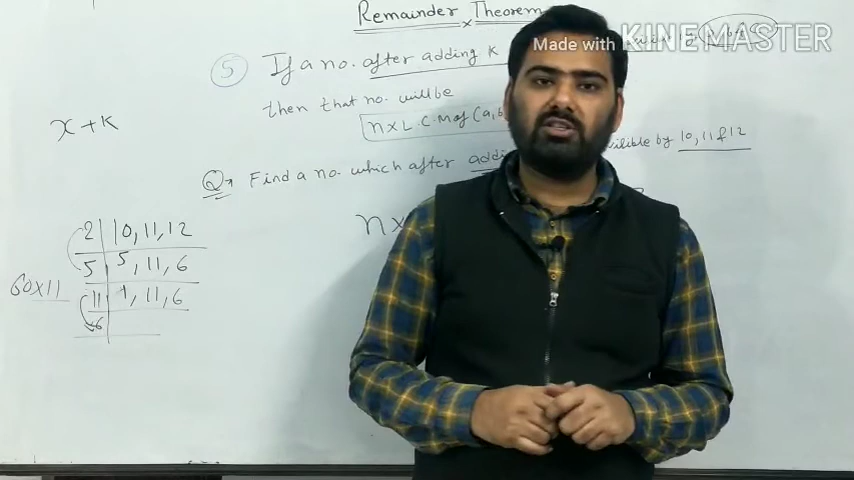 Remainder Theorem
Made with KINEMASTER
⑤ If a no. after adding K
then that no. will be
n x L.C.M of (a, b
x + K
Q→ Find a no. which after by 10, 11 & 12
n x
2 | 10, 11, 12
5 | 5, 11, 6
60x11
11 | 1, 11, 6
6